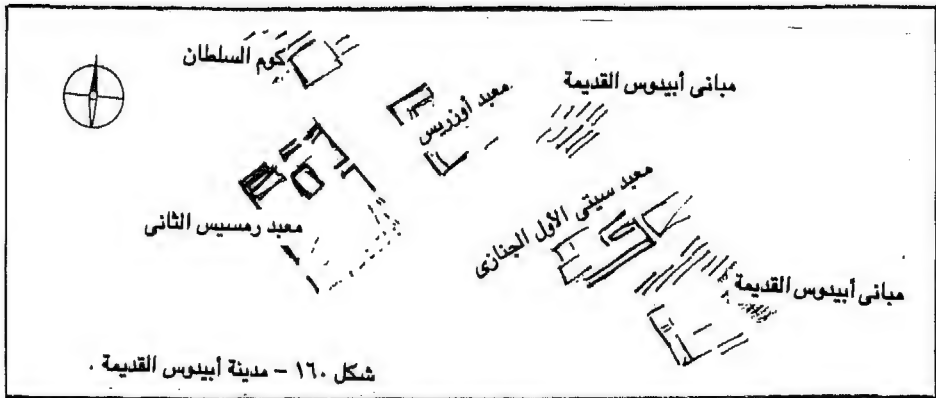 كوم السلطان
مبانى أبيدوس القديمة
معبد أوزريس
معبد سيتى الأول الجنازى
معبد رمسيس الثانى
مبانى أبيدوس القديمة
شكل ١٦٠ – مدينة أبيدوس القديمة .